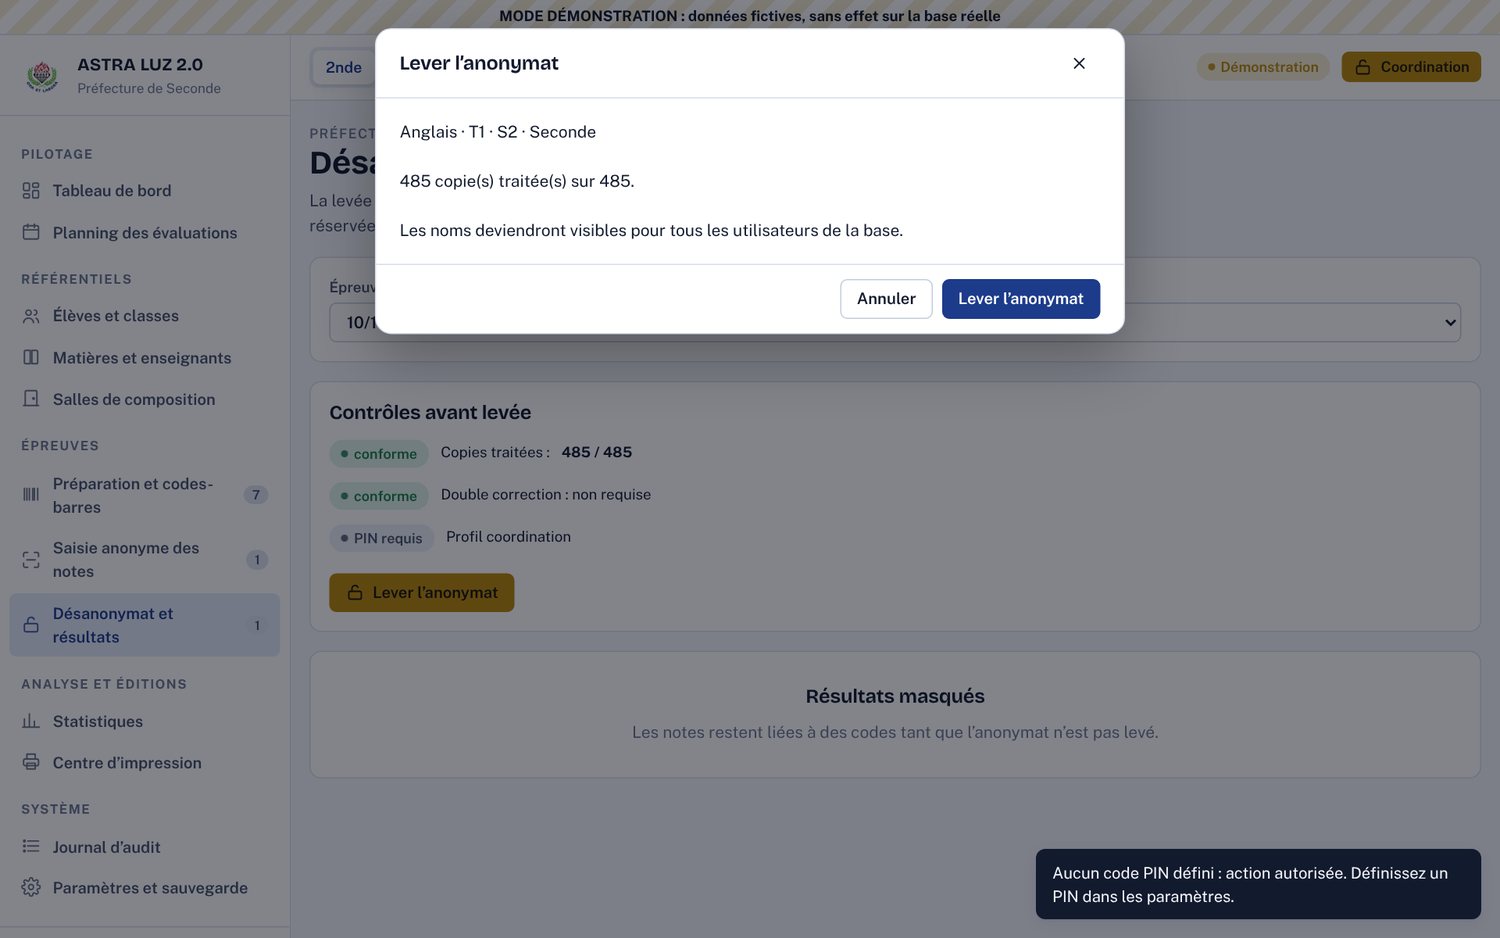 MODE DÉMONSTRATION : données fictives, sans effet sur la base réelle
ASTRA LUZ 2.0
Préfecture de Seconde
PILOTAGE
Tableau de bord
Planning des évaluations
RÉFÉRENTIELS
Élèves et classes
Matières et enseignants
Salles de composition
ÉPREUVES
Préparation et codes-
barres
7
Saisie anonyme des
notes
1
Désanonymat et
résultats
1
ANALYSE ET ÉDITIONS
Statistiques
Centre d’impression
SYSTÈME
Journal d’audit
Paramètres et sauvegarde
2nde
Démonstration
Coordination
PRÉFECT
Désa
La levée
réservée
Lever l’anonymat
Anglais · T1 · S2 · Seconde
485 copie(s) traitée(s) sur 485.
Les noms deviendront visibles pour tous les utilisateurs de la base.
Annuler
Lever l’anonymat
Épreuv
10/1
Contrôles avant levée
conforme Copies traitées : 485 / 485
conforme Double correction : non requise
PIN requis Profil coordination
Lever l’anonymat
Résultats masqués
Les notes restent liées à des codes tant que l’anonymat n’est pas levé.
Aucun code PIN défini : action autorisée. Définissez un
PIN dans les paramètres.